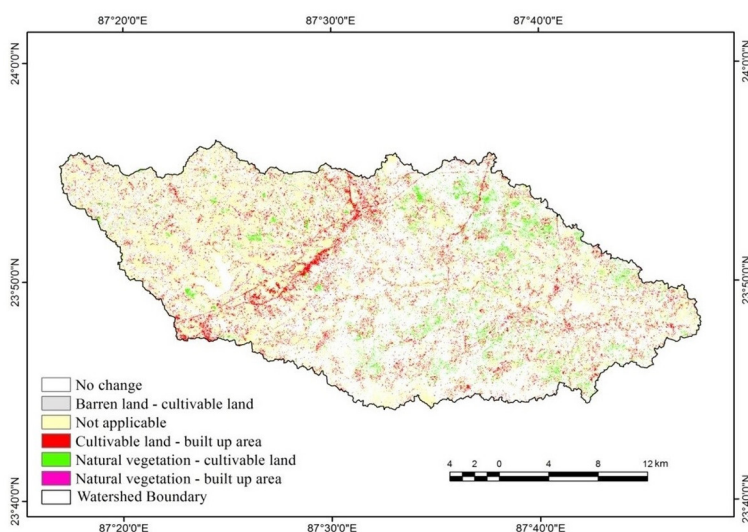 87°20'0"E 87°30'0"E 87°40'0"E
24°0'0"N 24°0'0"N
23°50'0"N 23°50'0"N
No change
Barren land - cultivable land
Not applicable
Cultivable land - built up area
Natural vegetation - cultivable land
Natural vegetation - built up area
Watershed Boundary
4 2 0 4 8 12 km
23°40'0"N 23°40'0"N
87°20'0"E 87°30'0"E 87°40'0"E